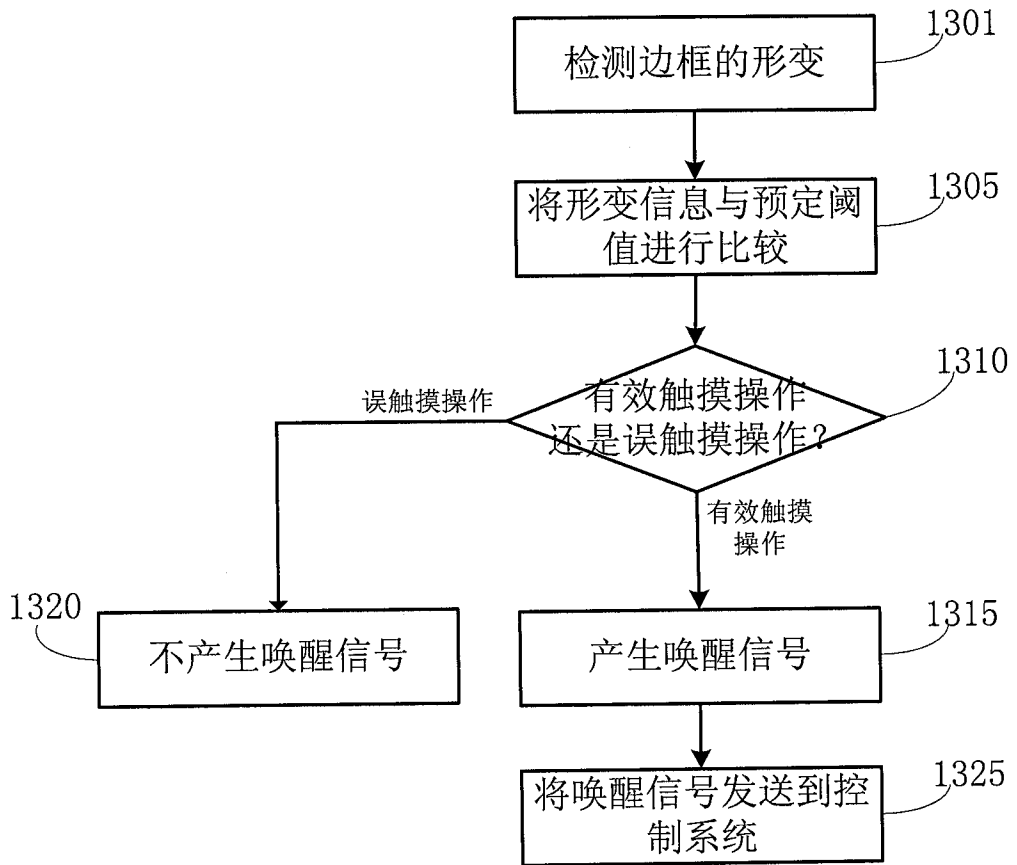 1301
检测边框的形变
1305
将形变信息与预定阈
值进行比较
1310
有效触摸操作
还是误触摸操作？
误触摸操作
有效触摸
操作
1320
不产生唤醒信号
1315
产生唤醒信号
1325
将唤醒信号发送到控
制系统